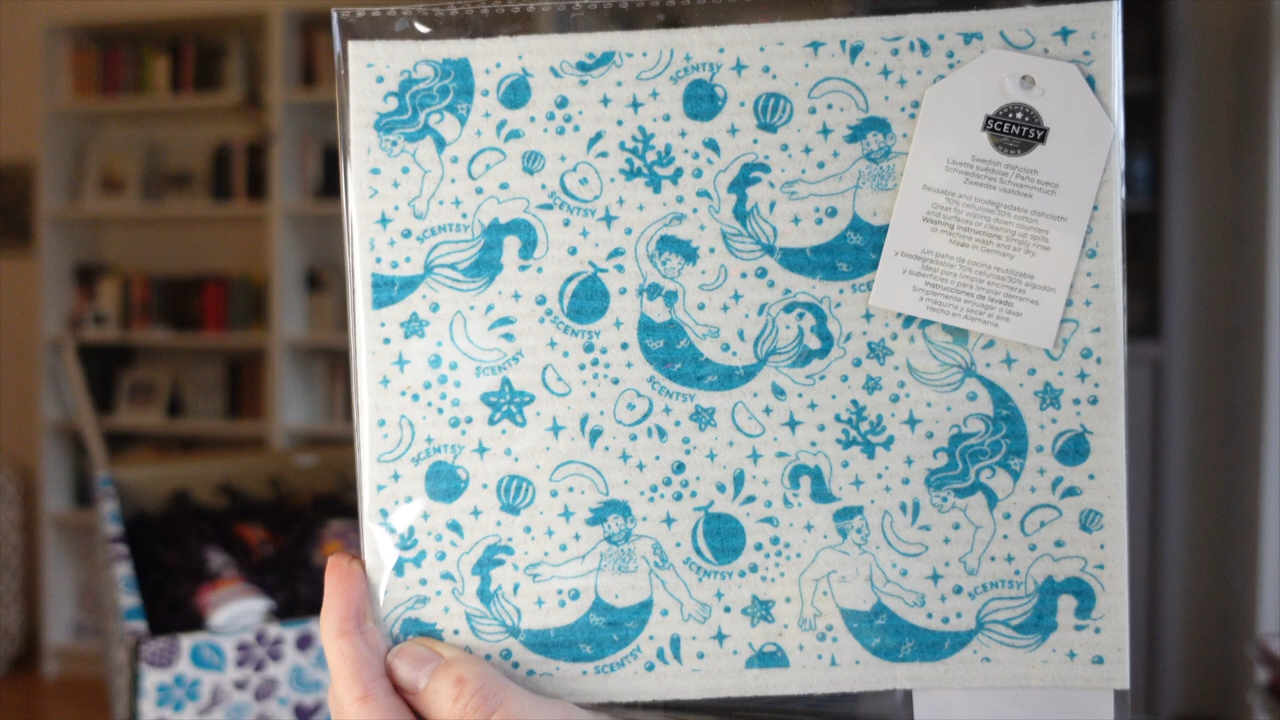 SCENTSY
AUTHENTIC
SCENTSY
HOME
Swedish dishcloth
Lavette suédoise / Paño sueco
Schwedisches Schwammtuch
Zweedse vaatdoek
Reusable and biodegradable dishcloth!
70% cellulose/30% cotton.
Great for wiping down counters
and surfaces or cleaning up spills.
Washing instructions: Simply rinse
or machine wash and air dry.
Made in Germany
¡Un paño de cocina reutilizable
y biodegradable! 70% celulosa/30% algodón.
Ideal para limpiar encimeras
y superficies o para limpiar derrames.
Instrucciones de lavado:
Simplemente enjuagar o lavar
a máquina y secar al aire.
Hecho en Alemania.
SCENTSY
SCENTSY
SCENTSY
SCENTSY
SCENTSY
SCENTSY
SCENTSY
SCENTSY
SCENTSY